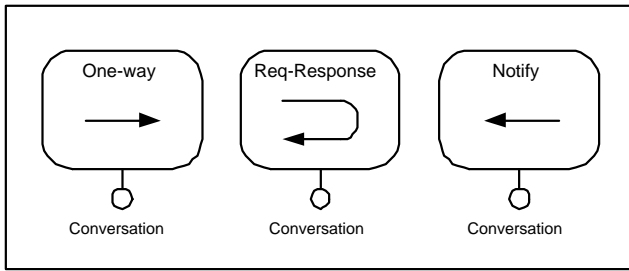 One-way
Req-Response
Notify
Conversation
Conversation
Conversation